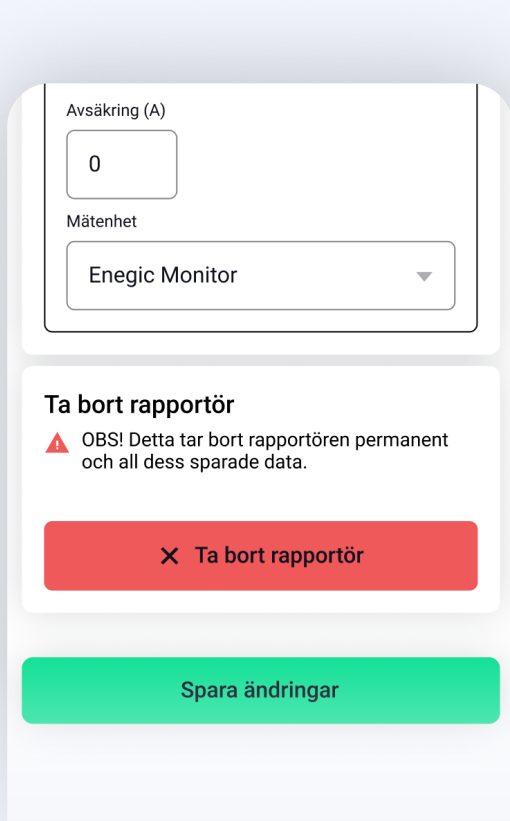 Avsäkring (A)
0
Mätenhet
Enegic Monitor
Ta bort rapportör
OBS! Detta tar bort rapportören permanent
och all dess sparade data.
Ta bort rapportör
Spara ändringar